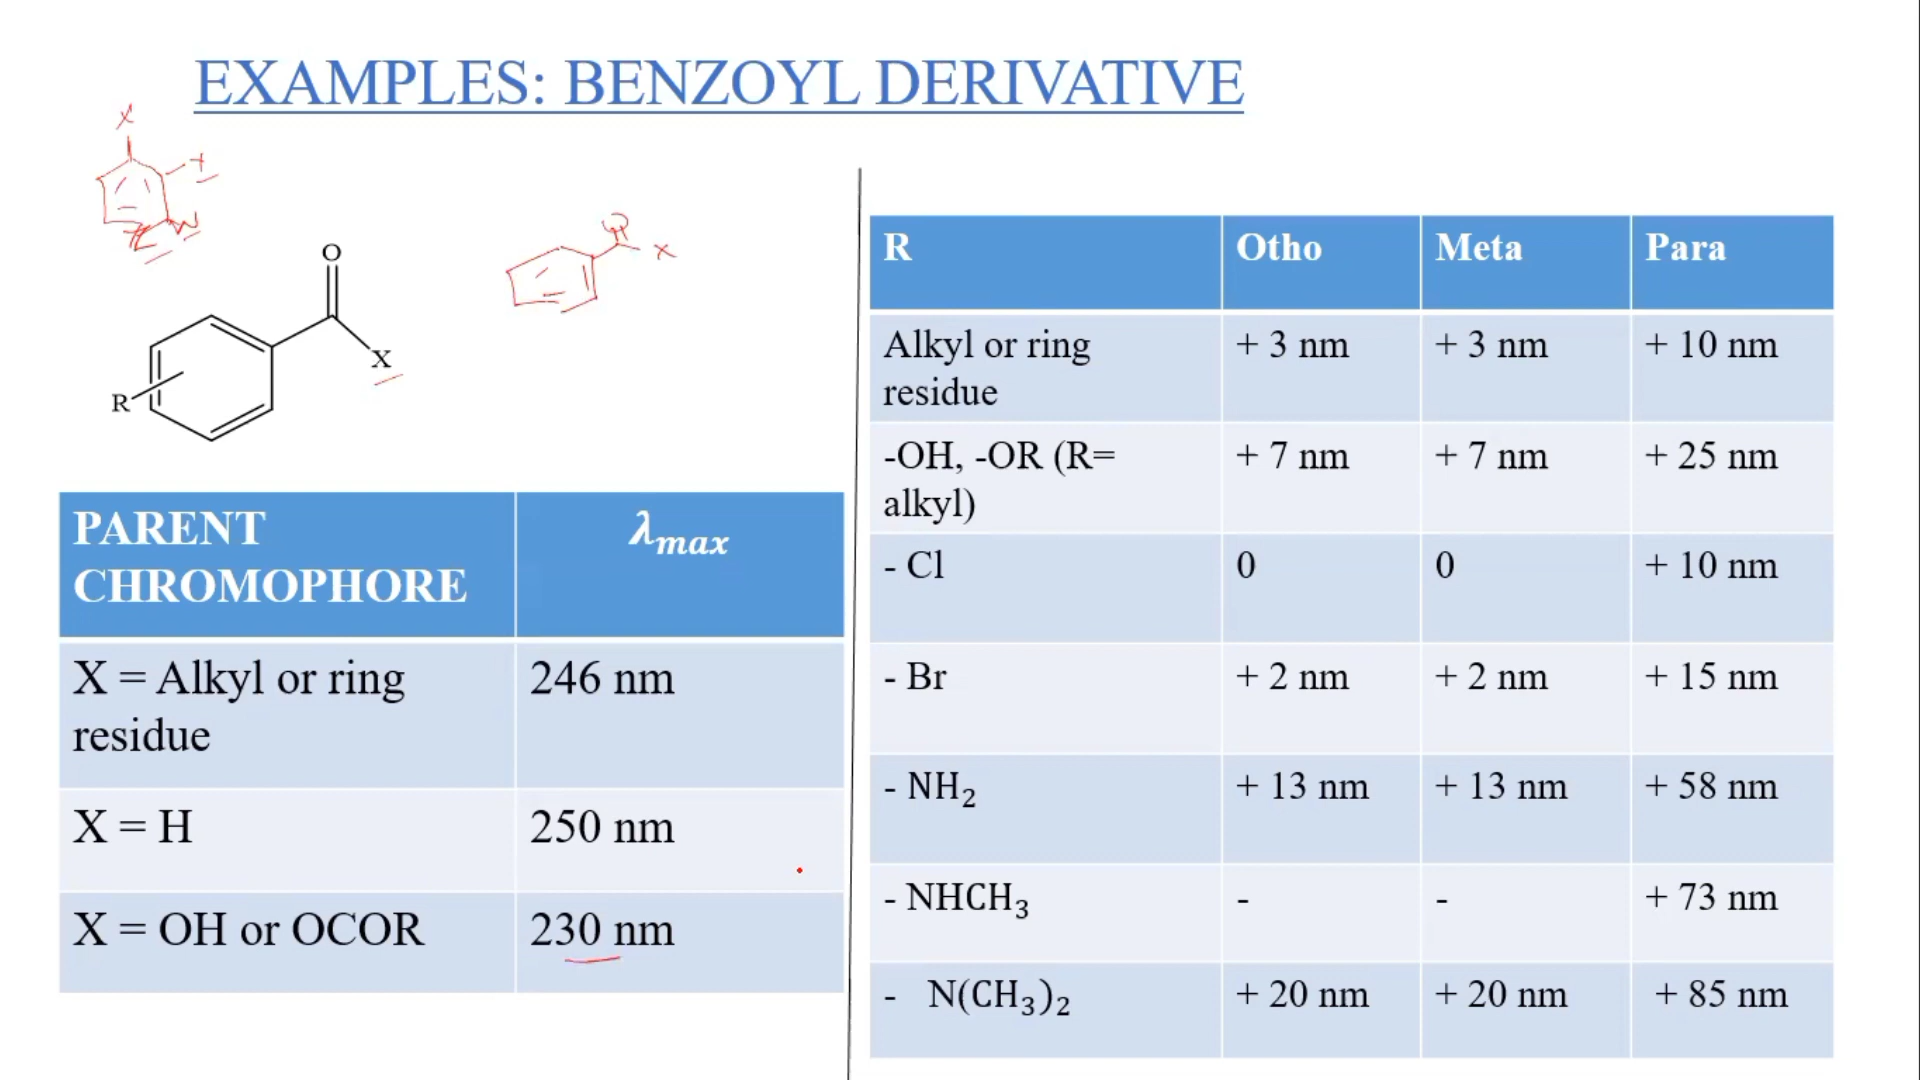 EXAMPLES: BENZOYL DERIVATIVE
X
X
O
X
R
X
PARENT CHROMOPHORE λmax
X = Alkyl or ring residue 246 nm
X = H 250 nm
X = OH or OCOR 230 nm
R Otho Meta Para
Alkyl or ring residue + 3 nm + 3 nm + 10 nm
-OH, -OR (R= alkyl) + 7 nm + 7 nm + 25 nm
- Cl 0 0 + 10 nm
- Br + 2 nm + 2 nm + 15 nm
- NH₂ + 13 nm + 13 nm + 58 nm
- NHCH₃ - - + 73 nm
- N(CH₃)₂ + 20 nm + 20 nm + 85 nm